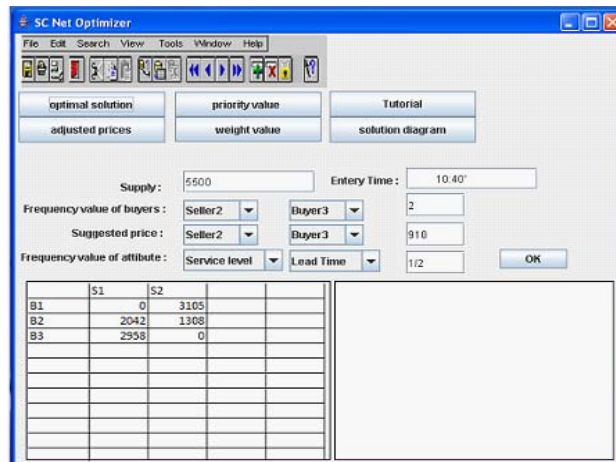 SC Net Optimizer
File Edit Search View Tools Window Help
optimal solution priority value Tutorial
adjusted prices weight value solution diagram
Supply : 5500 Entery Time : 10.40'
Frequency value of buyers : Seller2 Buyer3 2
Suggested price : Seller2 Buyer3 910
Frequency value of attibute : Service level Lead Time 1/2 OK
S1 S2
B1 0 3105
B2 2042 1308
B3 2958 0